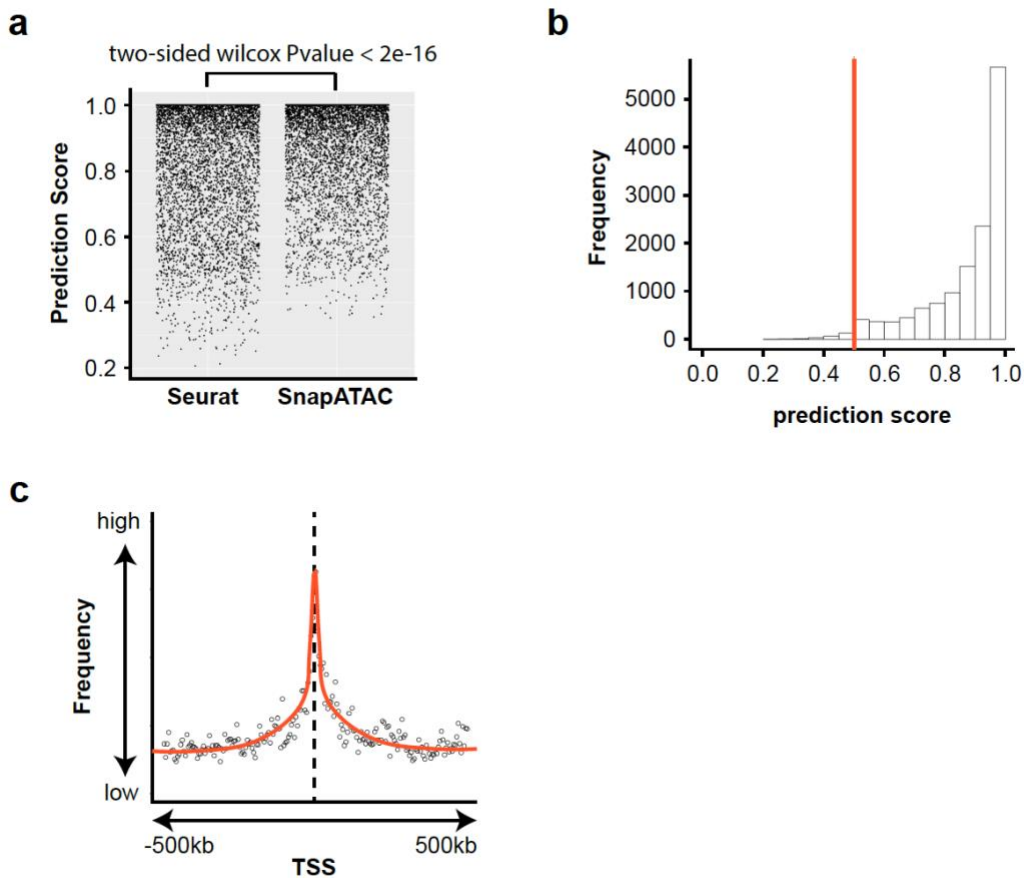 a
two-sided wilcox Pvalue < 2e-16
Prediction Score
1.0
0.8
0.6
0.4
0.2
Seurat SnapATAC
b
Frequency
5000
4000
3000
2000
1000
0
0.0 0.2 0.4 0.6 0.8 1.0
prediction score
c
high
Frequency
low
-500kb 500kb
TSS